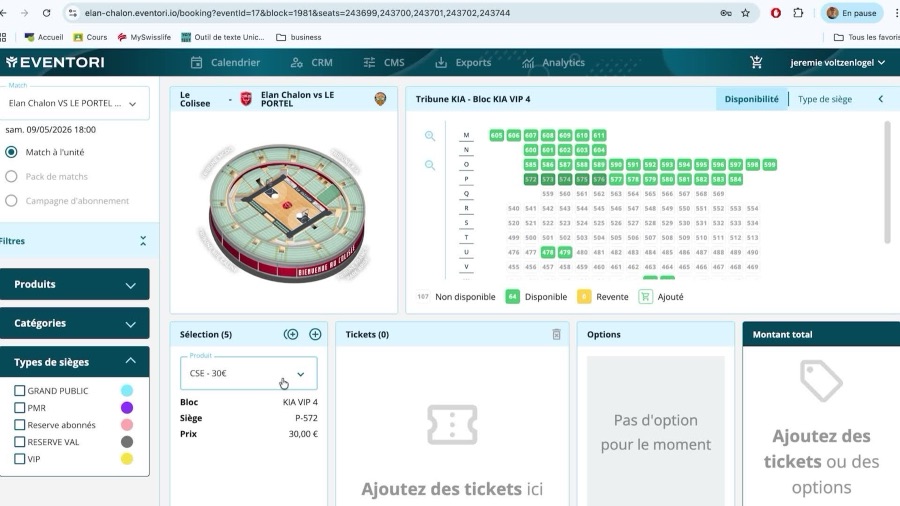 elan-chalon.eventori.io/booking?eventId=17&block=1981&seats=243699,243700,243701,243702,243744
En pause
Accueil
Cours
MySwisslife
Outil de texte Unic...
business
Tous les favoris
EVENTORI
Calendrier
CRM
CMS
Exports
Analytics
jeremie voltzenlogel
Match
Elan Chalon VS LE PORTEL ...
sam. 09/05/2026 18:00
Match à l'unité
Pack de matchs
Campagne d'abonnement
Filtres
Produits
Catégories
Types de sièges
GRAND PUBLIC
PMR
Reserve abonnés
RESERVE VAL
VIP
Le Colisee
-
Elan Chalon vs LE PORTEL
BIENVENUE AU COLISÉE
Tribune KIA - Bloc KIA VIP 4
Disponibilité
Type de siège
M 605 606 607 608 609 610 611
N 600 601 602 603 604
O 585 586 587 588 589 590 591 592 593 594 595 596 597 598 599
P 572 573 574 575 576 577 578 579 580 581 582 583 584
Q 559 560 561 562 563 564 565 566 567 568 569 570 571
R 540 541 542 543 544 545 546 547 548 549 550 551 552 553 554
S 520 521 522 523 524 525 526 527 528 529 530 531 532 533 534
T 499 500 501 502 503 504 505 506 507 508 509 510 511 512 513
U 476 477 478 479 480 481 482 483 484 485 486 487 488 489 490
V 455 456 457 458 459 460 461 462 463 464 465 466 467 468 469
107 Non disponible
64 Disponible
0 Revente
Ajouté
Sélection (5)
Produit
CSE - 30€
Bloc KIA VIP 4
Siège P-572
Prix 30,00 €
Tickets (0)
Ajoutez des tickets ici
Options
Pas d'option
pour le moment
Montant total
Ajoutez des
tickets ou des
options